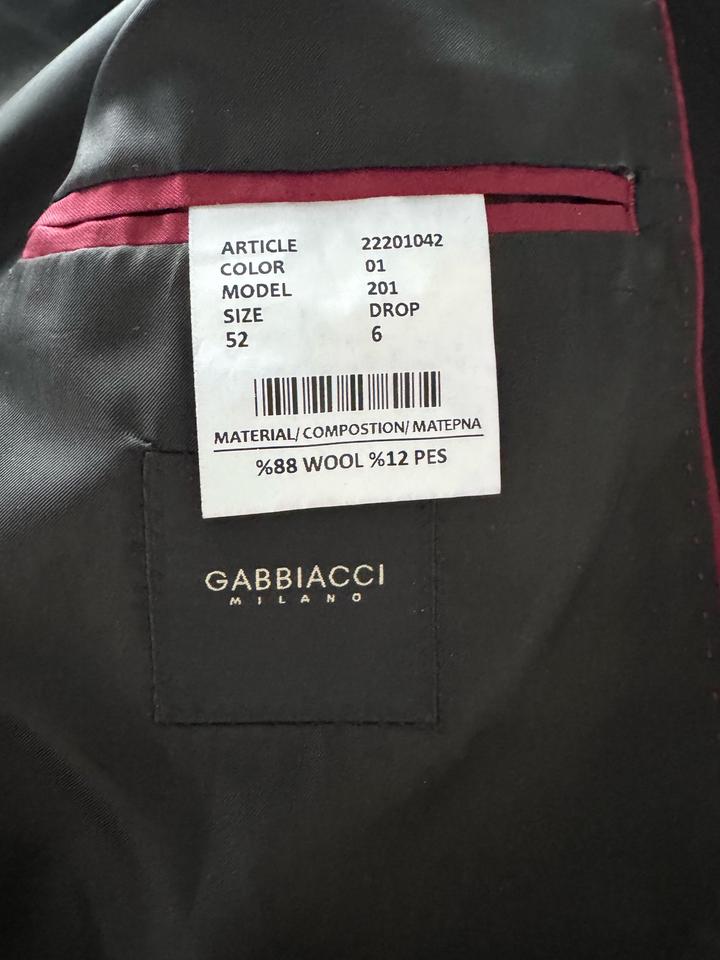 ARTICLE 22201042
COLOR 01
MODEL 201
SIZE DROP
52 6
MATERIAL/ COMPOSTION/ MATEPNA
%88 WOOL %12 PES
GABBIACCI
MILANO